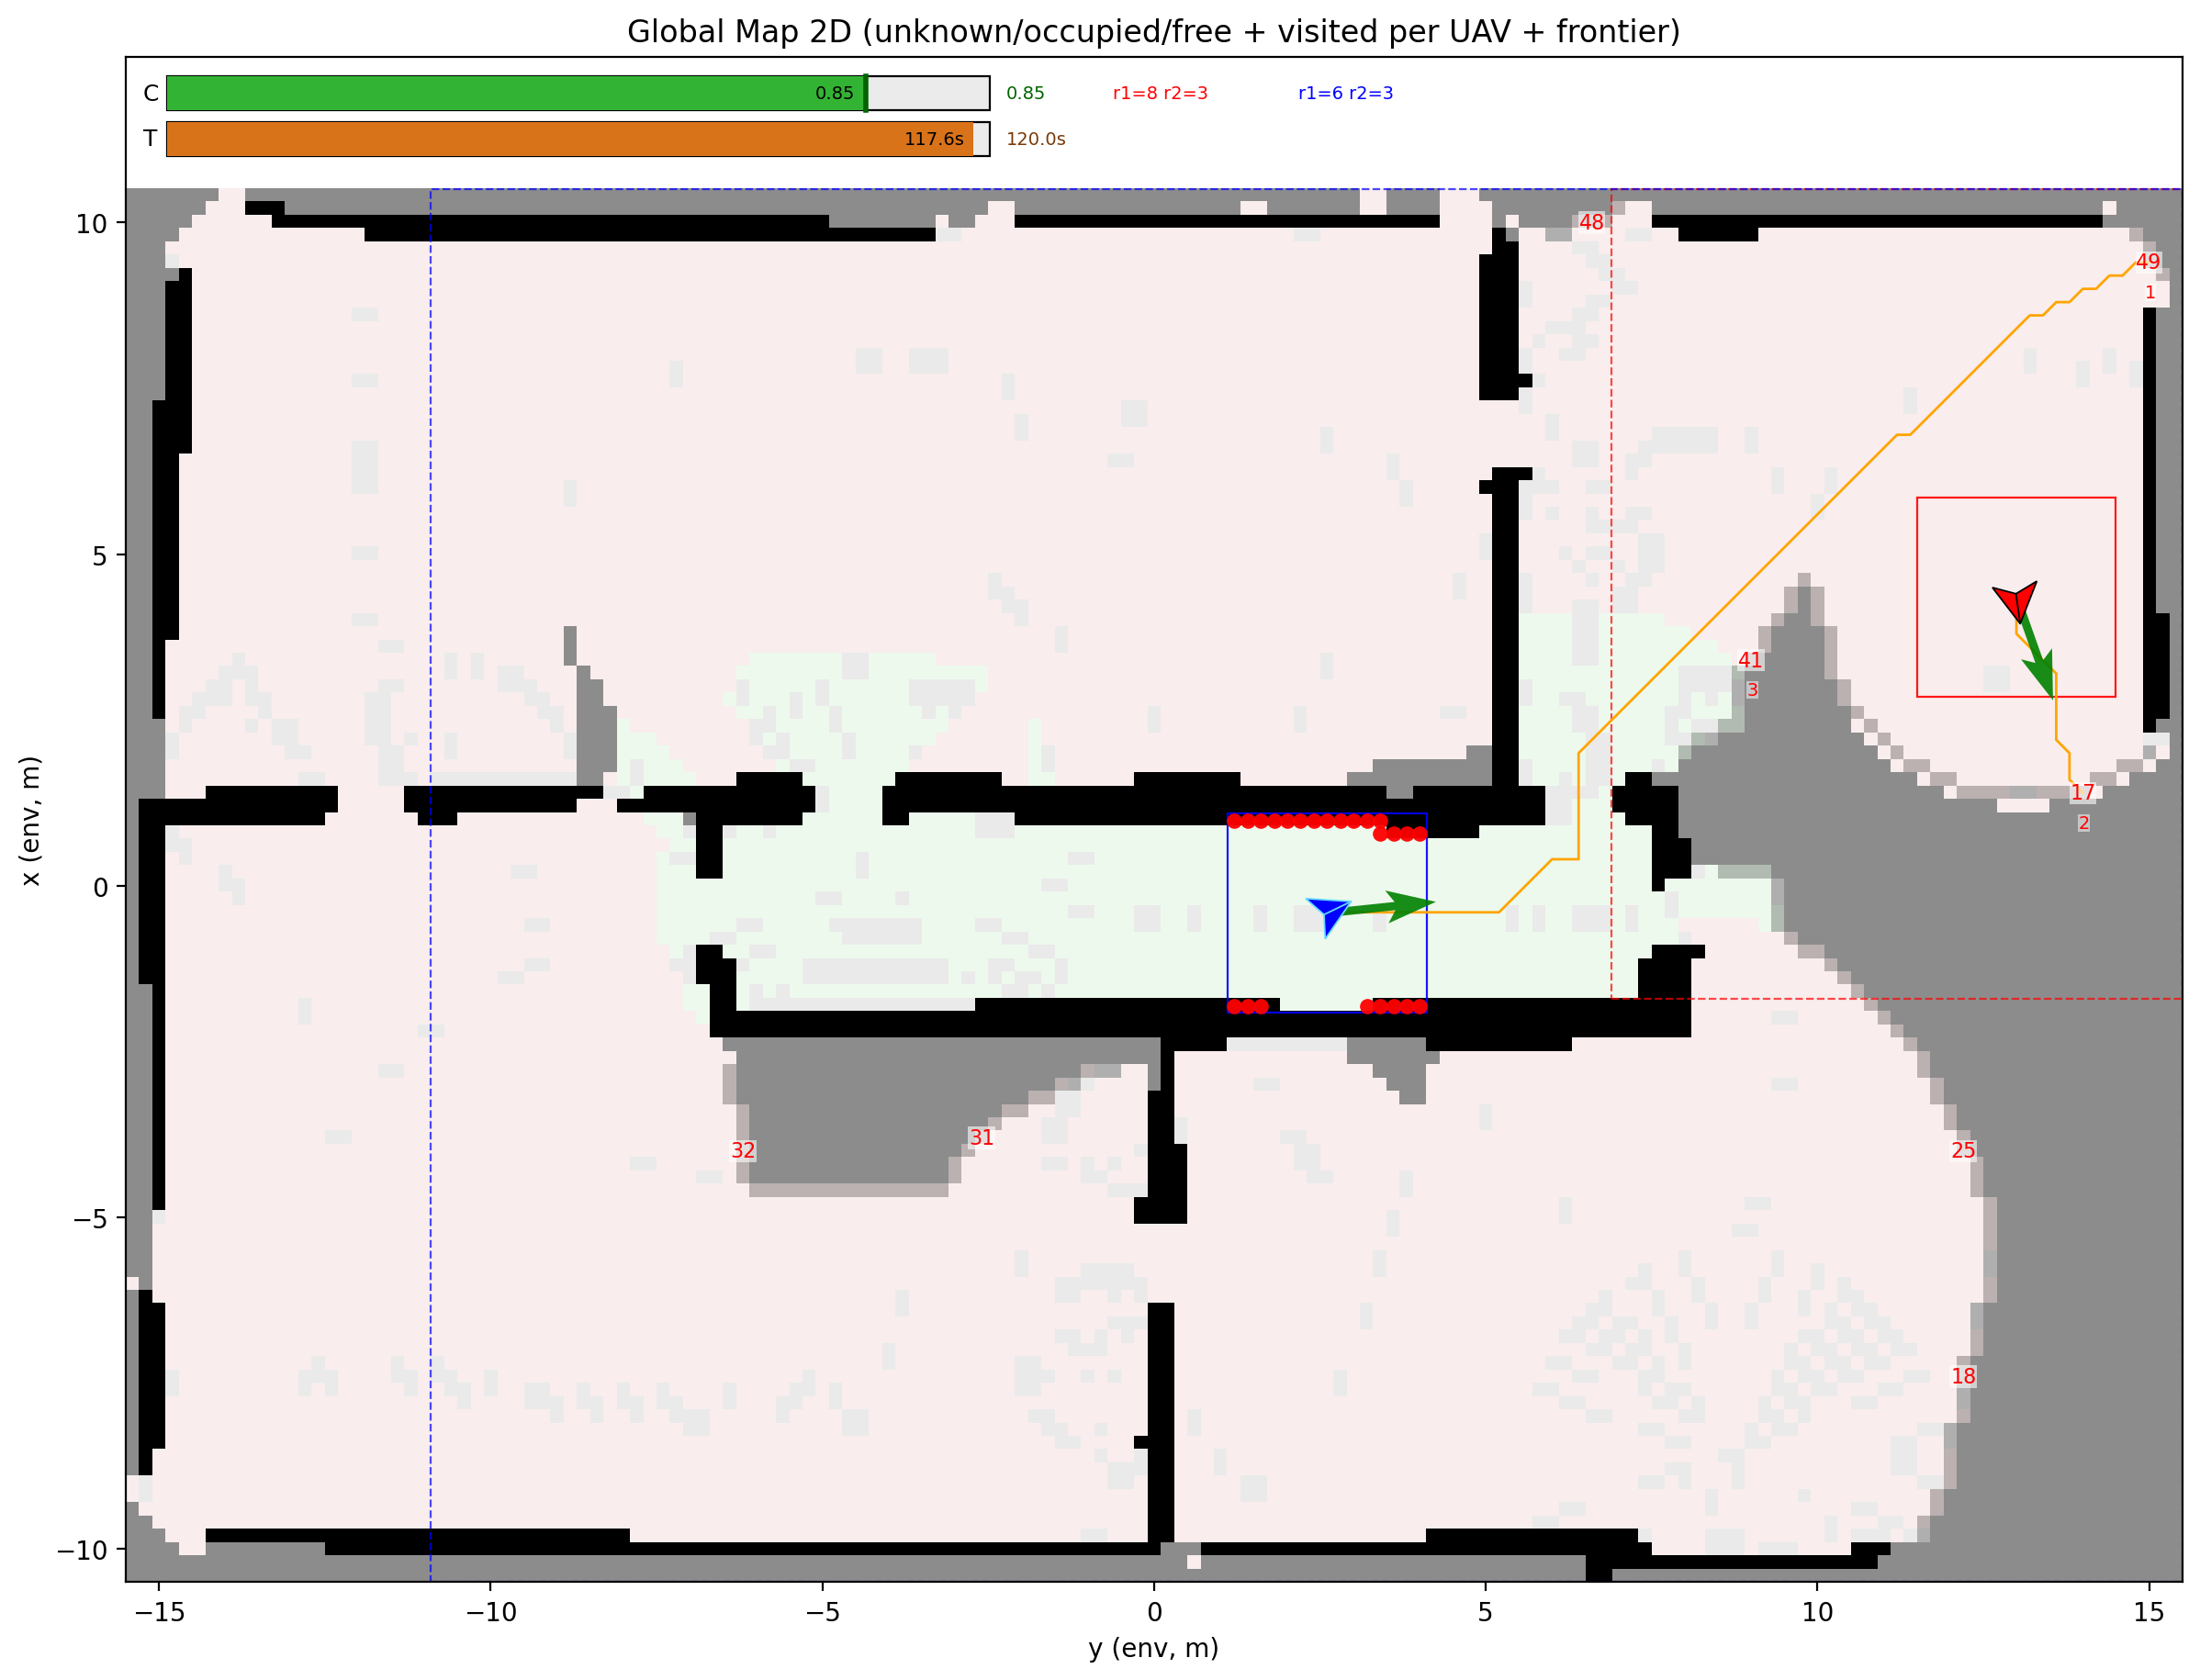 Global Map 2D (unknown/occupied/free + visited per UAV + frontier)
C 0.85 0.85 r1=8 r2=3 r1=6 r2=3
T 117.6s 120.0s
10
5
0
−5
−10
x (env, m)
48
49
1
41
3
17
2
32
31
25
18
−15 −10 −5 0 5 10 15
y (env, m)